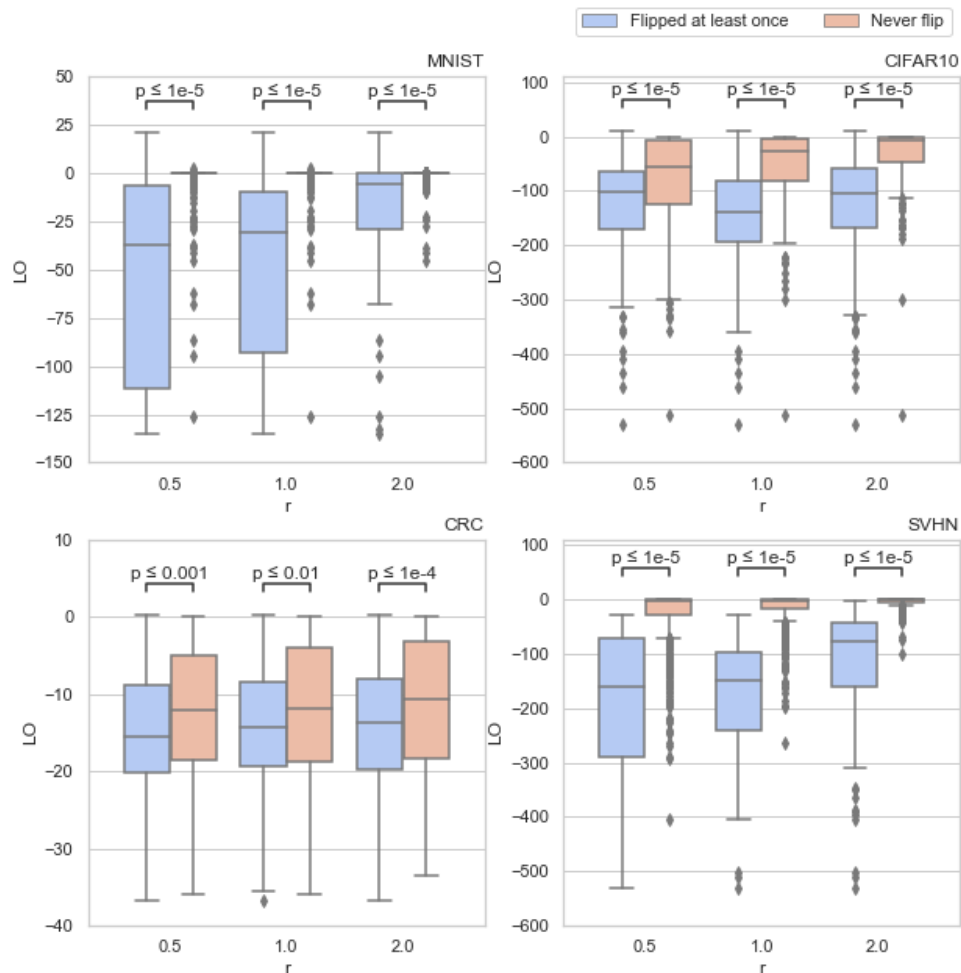 Flipped at least once Never flip
MNIST
50
25
0
−25
−50
−75
−100
−125
−150
LO
p ≤ 1e-5 p ≤ 1e-5 p ≤ 1e-5
0.5 1.0 2.0
r
CIFAR10
100
0
−100
−200
−300
−400
−500
−600
LO
p ≤ 1e-5 p ≤ 1e-5 p ≤ 1e-5
0.5 1.0 2.0
r
CRC
10
0
−10
−20
−30
−40
LO
p ≤ 0.001 p ≤ 0.01 p ≤ 1e-4
0.5 1.0 2.0
r
SVHN
100
0
−100
−200
−300
−400
−500
−600
LO
p ≤ 1e-5 p ≤ 1e-5 p ≤ 1e-5
0.5 1.0 2.0
r